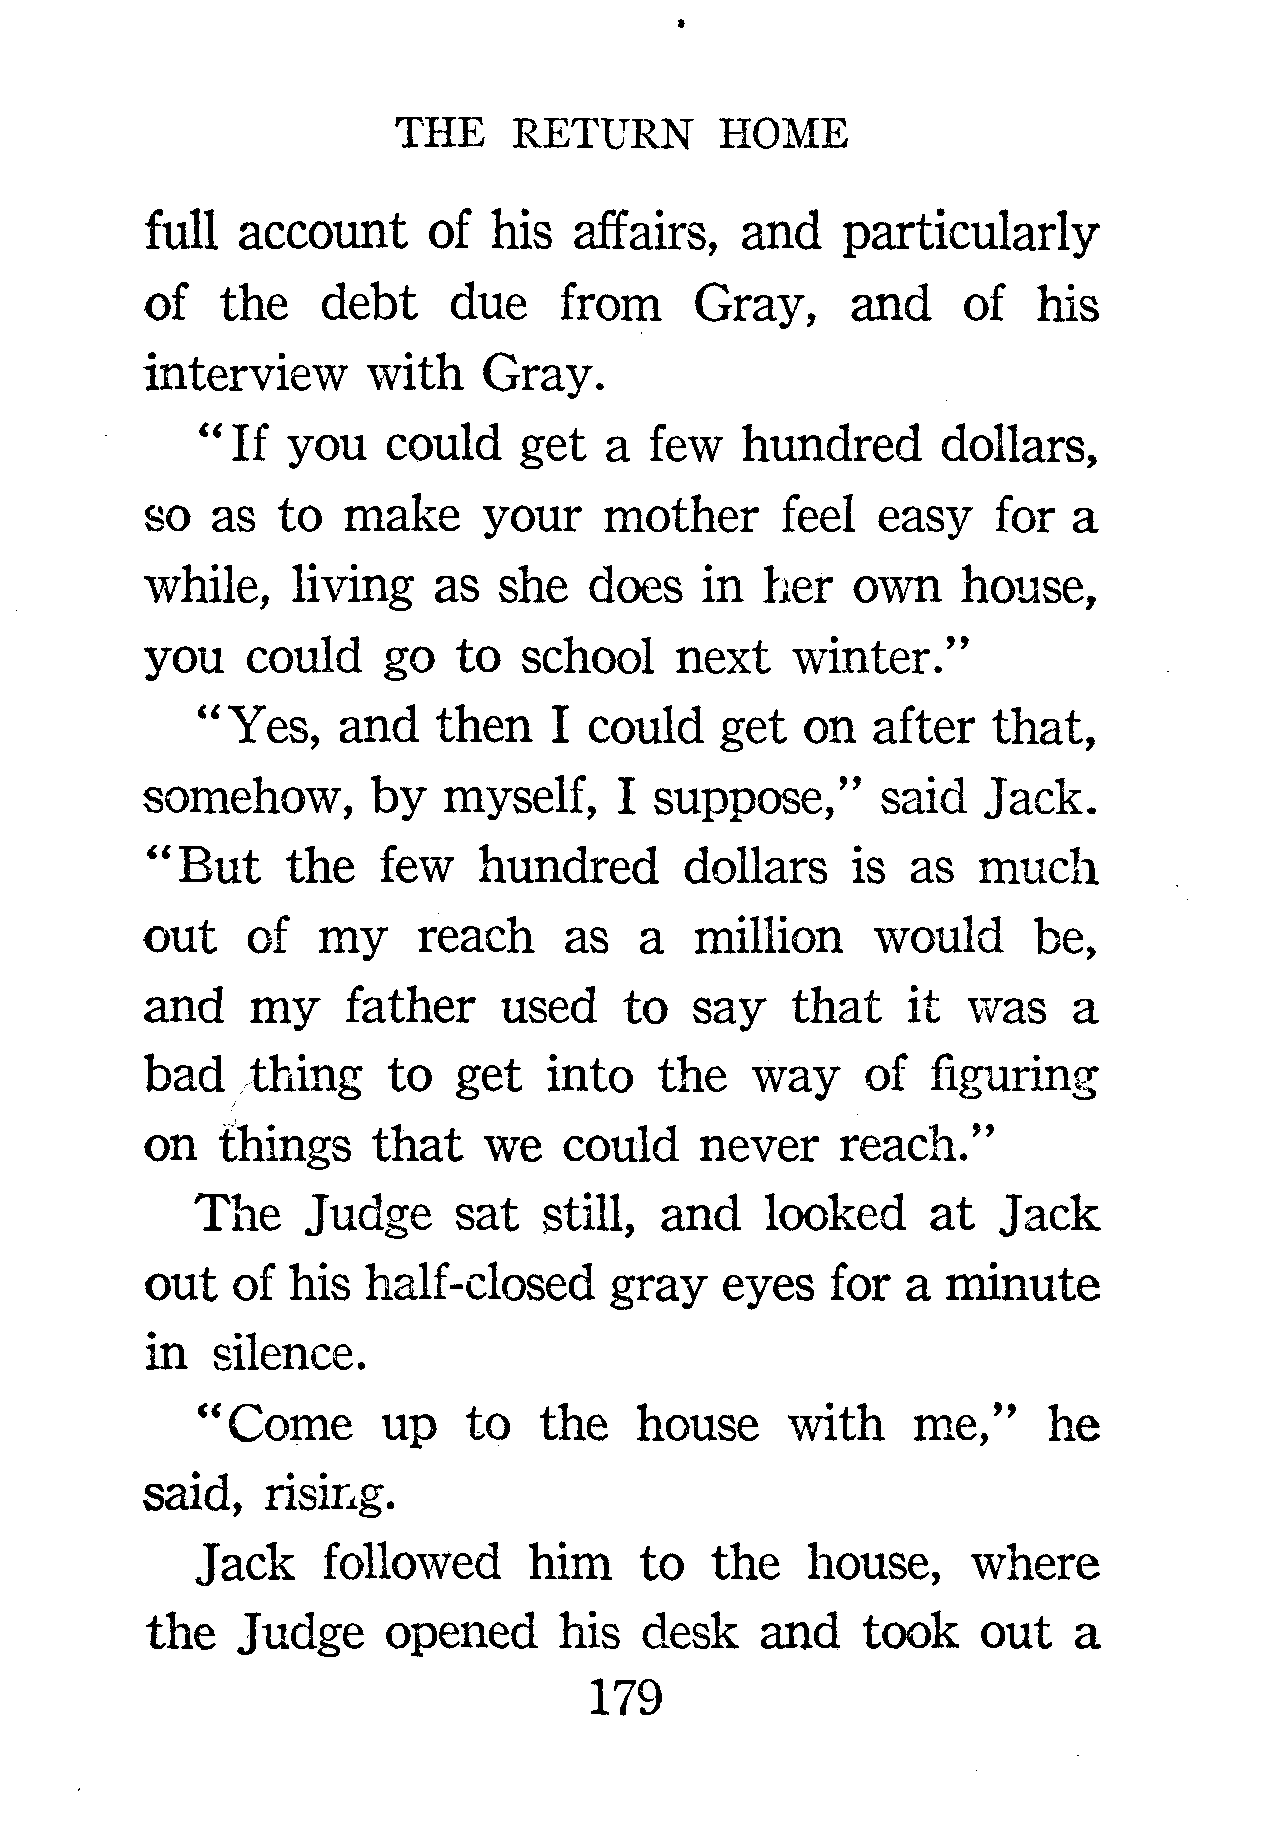 THE RETURN HOME
full account of his affairs, and particularly
of the debt due from Gray, and of his
interview with Gray.
"If you could get a few hundred dollars,
so as to make your mother feel easy for a
while, living as she does in her own house,
you could go to school next winter."
"Yes, and then I could get on after that,
somehow, by myself, I suppose," said Jack.
"But the few hundred dollars is as much
out of my reach as a million would be,
and my father used to say that it was a
bad thing to get into the way of figuring
on things that we could never reach."
The Judge sat still, and looked at Jack
out of his half-closed gray eyes for a minute
in silence.
"Come up to the house with me," he
said, rising.
Jack followed him to the house, where
the Judge opened his desk and took out a
179